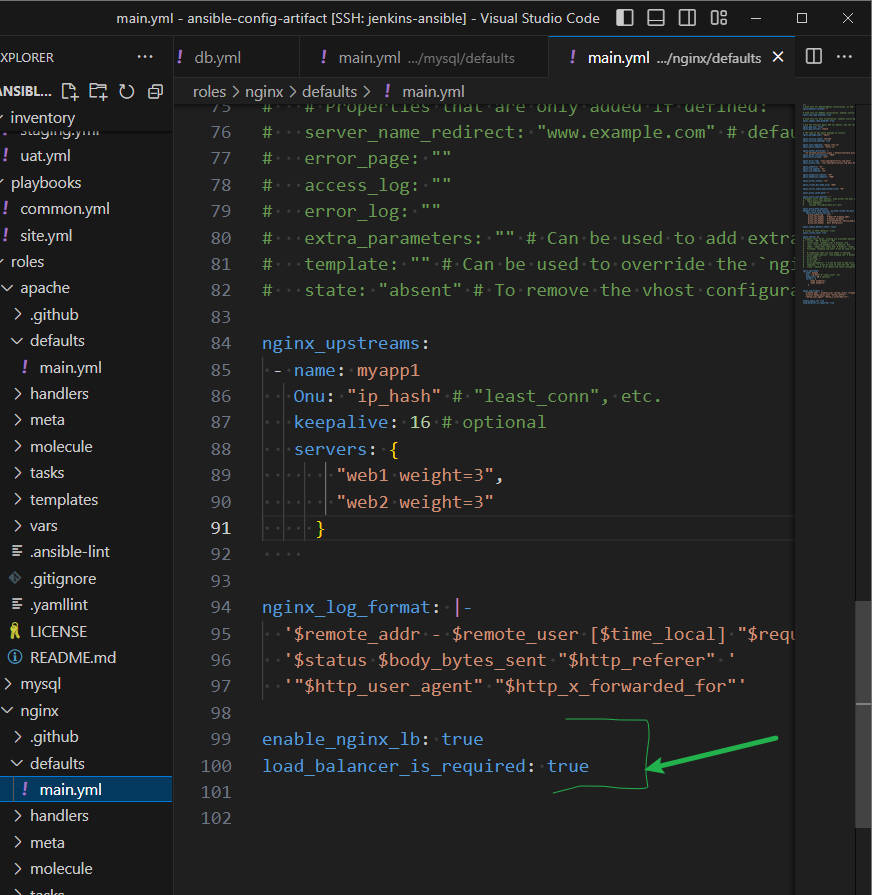 main.yml - ansible-config-artifact [SSH: jenkins-ansible] - Visual Studio Code
XPLORER
db.yml
main.yml .../mysql/defaults
main.yml .../nginx/defaults
ANSIBL...
roles > nginx > defaults > ! main.yml
inventory
staging.yml
uat.yml
playbooks
common.yml
site.yml
roles
apache
.github
defaults
main.yml
handlers
meta
molecule
tasks
templates
vars
.ansible-lint
.gitignore
.yamllint
LICENSE
README.md
mysql
nginx
.github
defaults
main.yml
handlers
meta
molecule
tasks
75 # # Properties that are only added if defined:
76 # server_name_redirect: "www.example.com" # defau
77 # error_page: ""
78 # access_log: ""
79 # error_log: ""
80 # extra_parameters: "" # Can be used to add extra
81 # template: "" # Can be used to override the `ngi
82 # state: "absent" # To remove the vhost configura
83
84 nginx_upstreams:
85 - name: myapp1
86 Onu: "ip_hash" # "least_conn", etc.
87 keepalive: 16 # optional
88 servers: {
89 "web1 weight=3",
90 "web2 weight=3"
91 }
92
93
94 nginx_log_format: |-
95 '$remote_addr - $remote_user [$time_local] "$requ
96 '$status $body_bytes_sent "$http_referer" '
97 '"$http_user_agent" "$http_x_forwarded_for"'
98
99 enable_nginx_lb: true
100 load_balancer_is_required: true
101
102